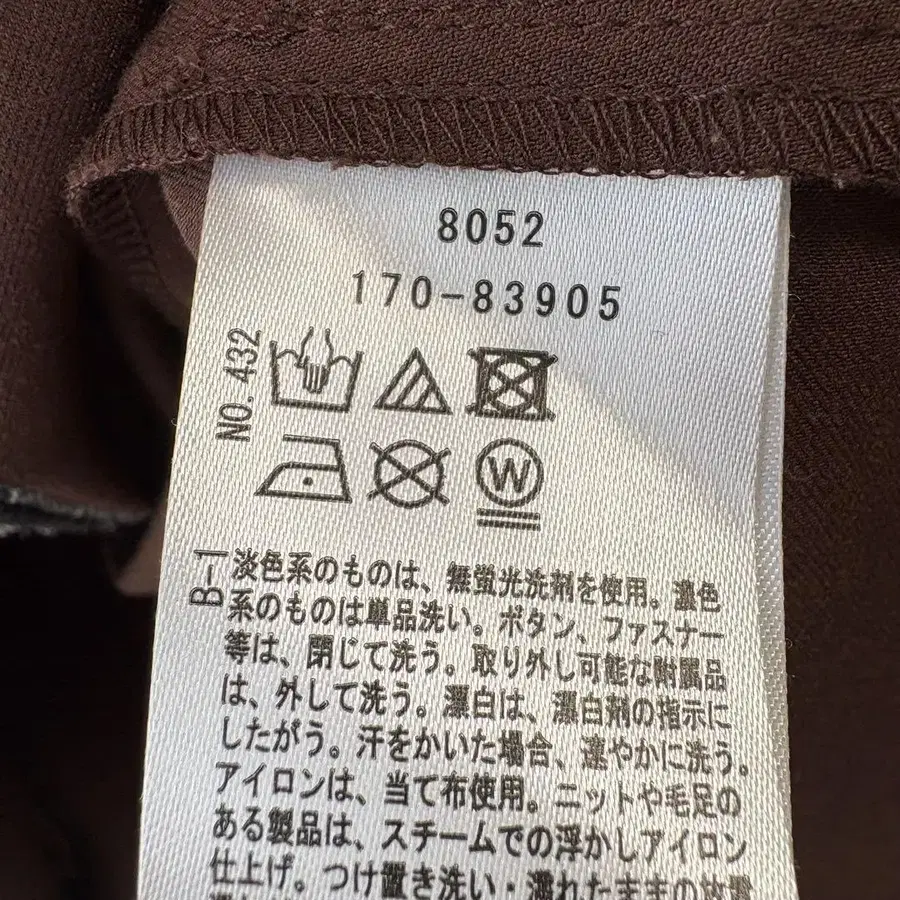 8052
170-83905
NO. 432
W
B-1
淡色系のものは、無蛍光洗剤を使用。濃色
系のものは単品洗い。ボタン、ファスナー
等は、閉じて洗う。取り外し可能な附属品
は、外して洗う。漂白は、漂白剤の指示に
したがう。汗をかいた場合、速やかに洗う。
アイロンは、当て布使用。ニットや毛足の
ある製品は、スチームでの浮かしアイロン
仕上げ。つけ置き洗い・濡れたままの放置